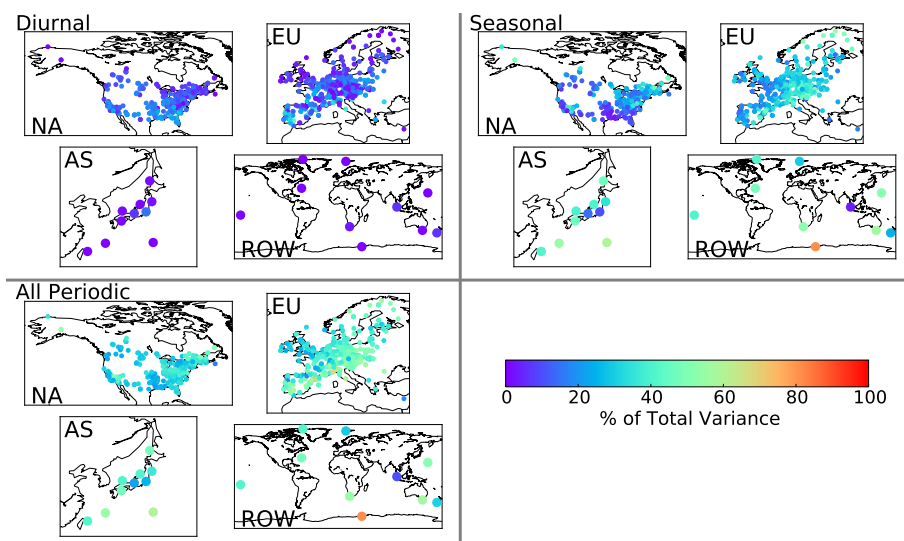 Diurnal
NA
EU
AS
ROW
Seasonal
NA
EU
AS
ROW
All Periodic
NA
EU
AS
ROW
0 20 40 60 80 100
% of Total Variance